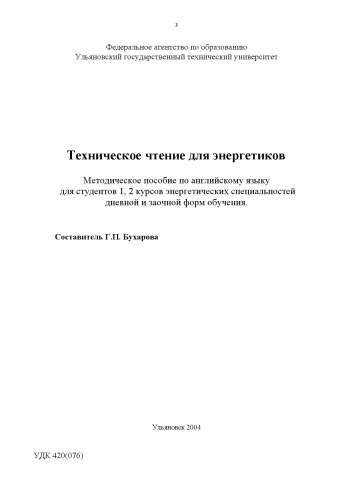 3
Федеральное агентство по образованию
Ульяновский государственный технический университет
Техническое чтение для энергетиков
Методическое пособие по английскому языку
для студентов 1, 2 курсов энергетических специальностей
дневной и заочной форм обучения.
Составитель Г.П. Бухарова
Ульяновск 2004
УДК 420(076)